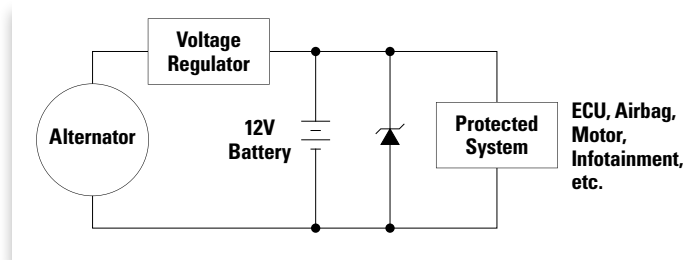 Voltage
Regulator
Alternator
12V
Battery
Protected
System
ECU, Airbag,
Motor,
Infotainment,
etc.